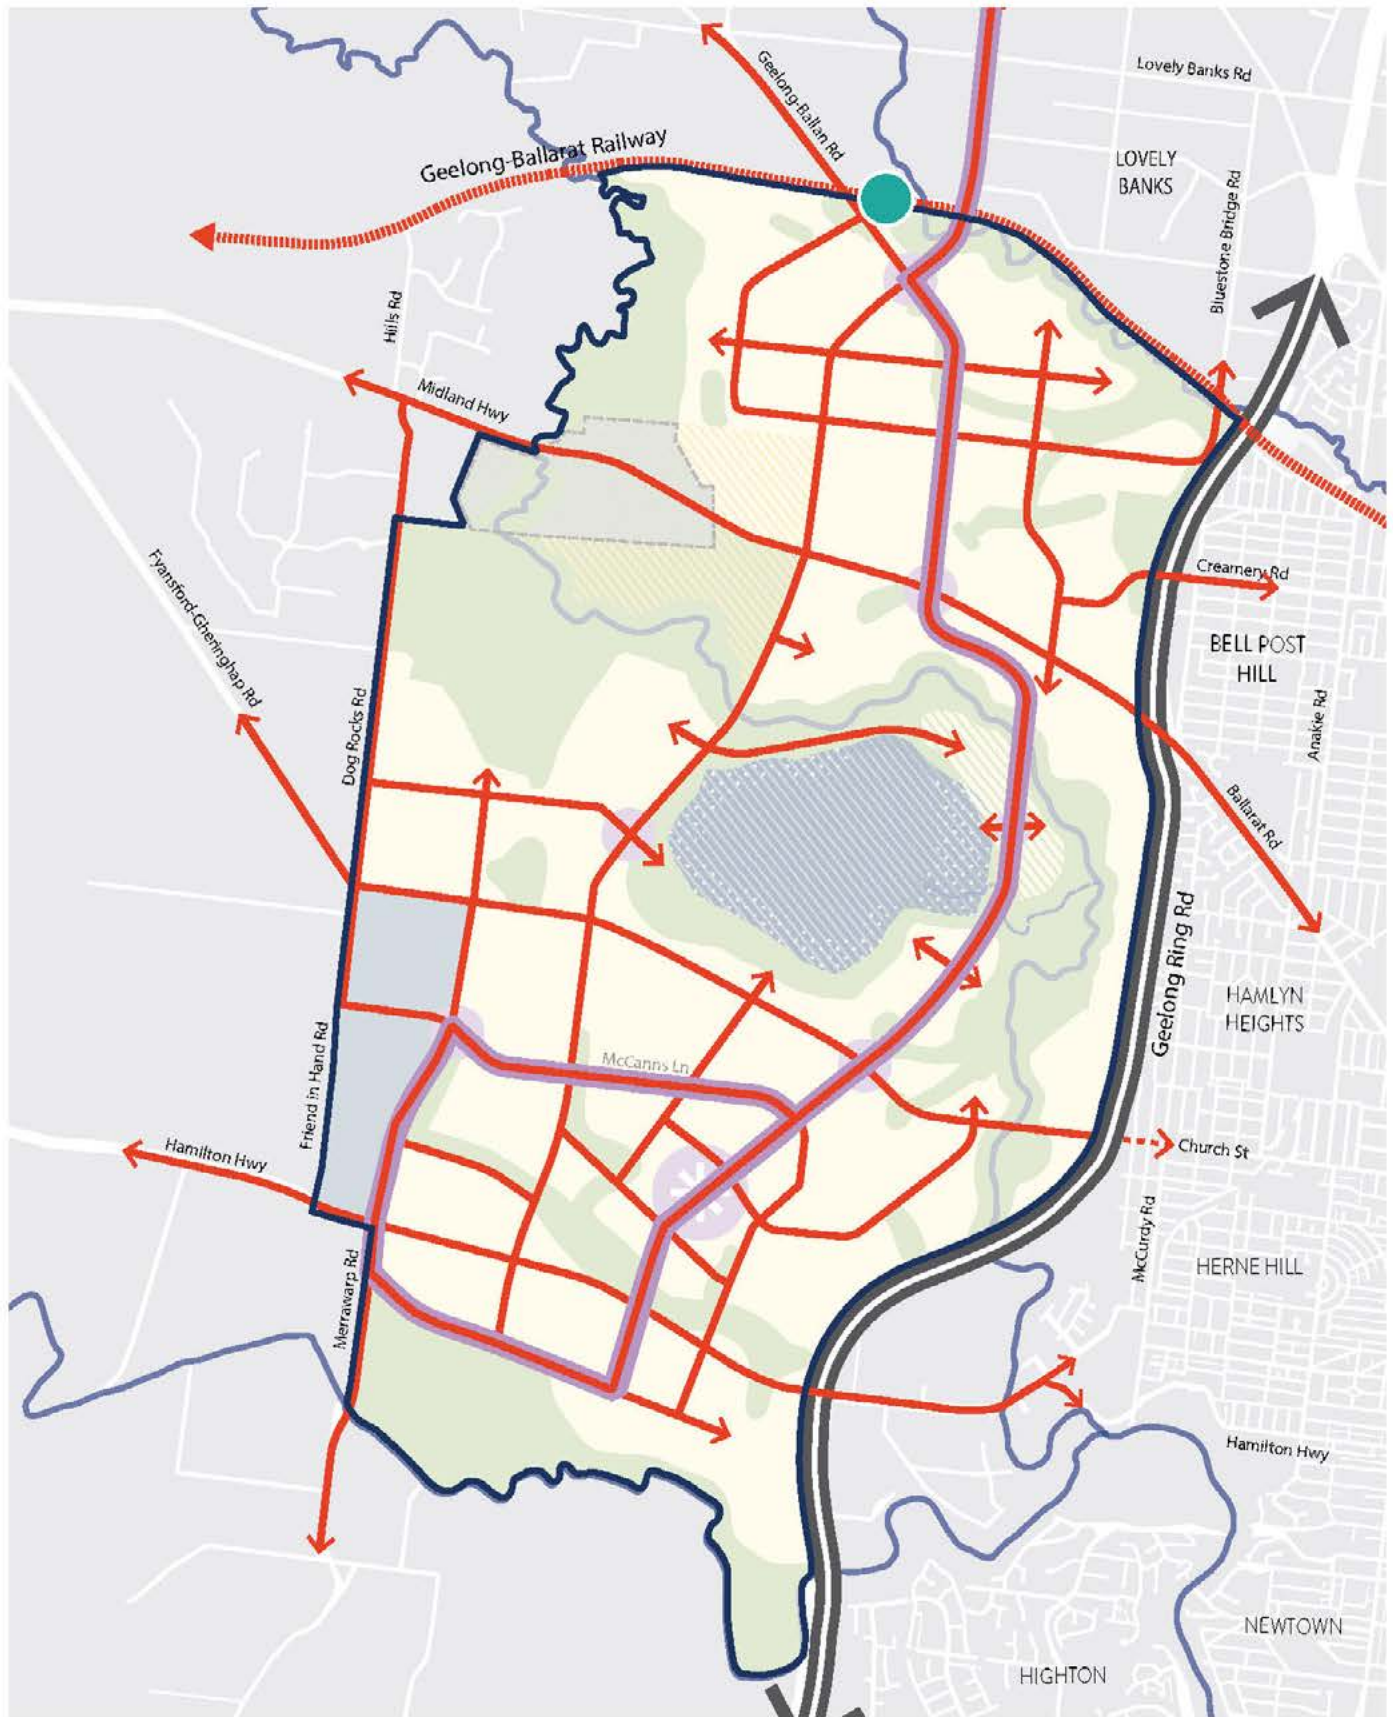 Lovely Banks Rd
Geelong-Ballan Rd
Geelong-Ballarat Railway
LOVELY
BANKS
Bluestone Bridge Rd
Hills Rd
Midland Hwy
Fyansford-Gheringhap Rd
Creamery Rd
BELL POST
HILL
Dog Rocks Rd
Anakie Rd
Ballarat Rd
Geelong Ring Rd
HAMLYN
HEIGHTS
Friend in Hand Rd
McCanns Ln
Hamilton Hwy
Church St
McCurdy Rd
HERNE HILL
Merrawarp Rd
Hamilton Hwy
NEWTOWN
HIGHTON